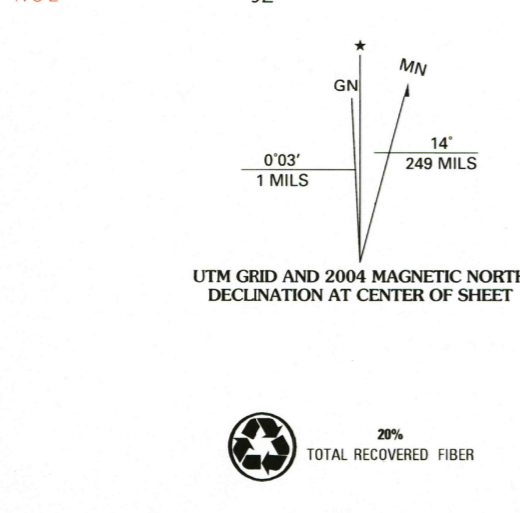 MN
GN
14°
249 MILS
0°03′
1 MILS
UTM GRID AND 2004 MAGNETIC NORTH
DECLINATION AT CENTER OF SHEET
20%
TOTAL RECOVERED FIBER